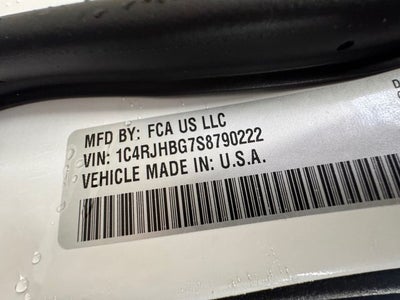 MFD BY: FCA US LLC
VIN: 1C4RJHBG7S8790222
VEHICLE MADE IN: U.S.A.